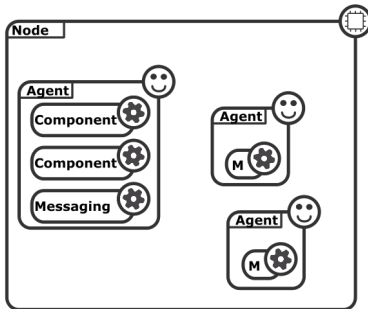 Node
Agent
Component
Component
Messaging
Agent
M
Agent
M